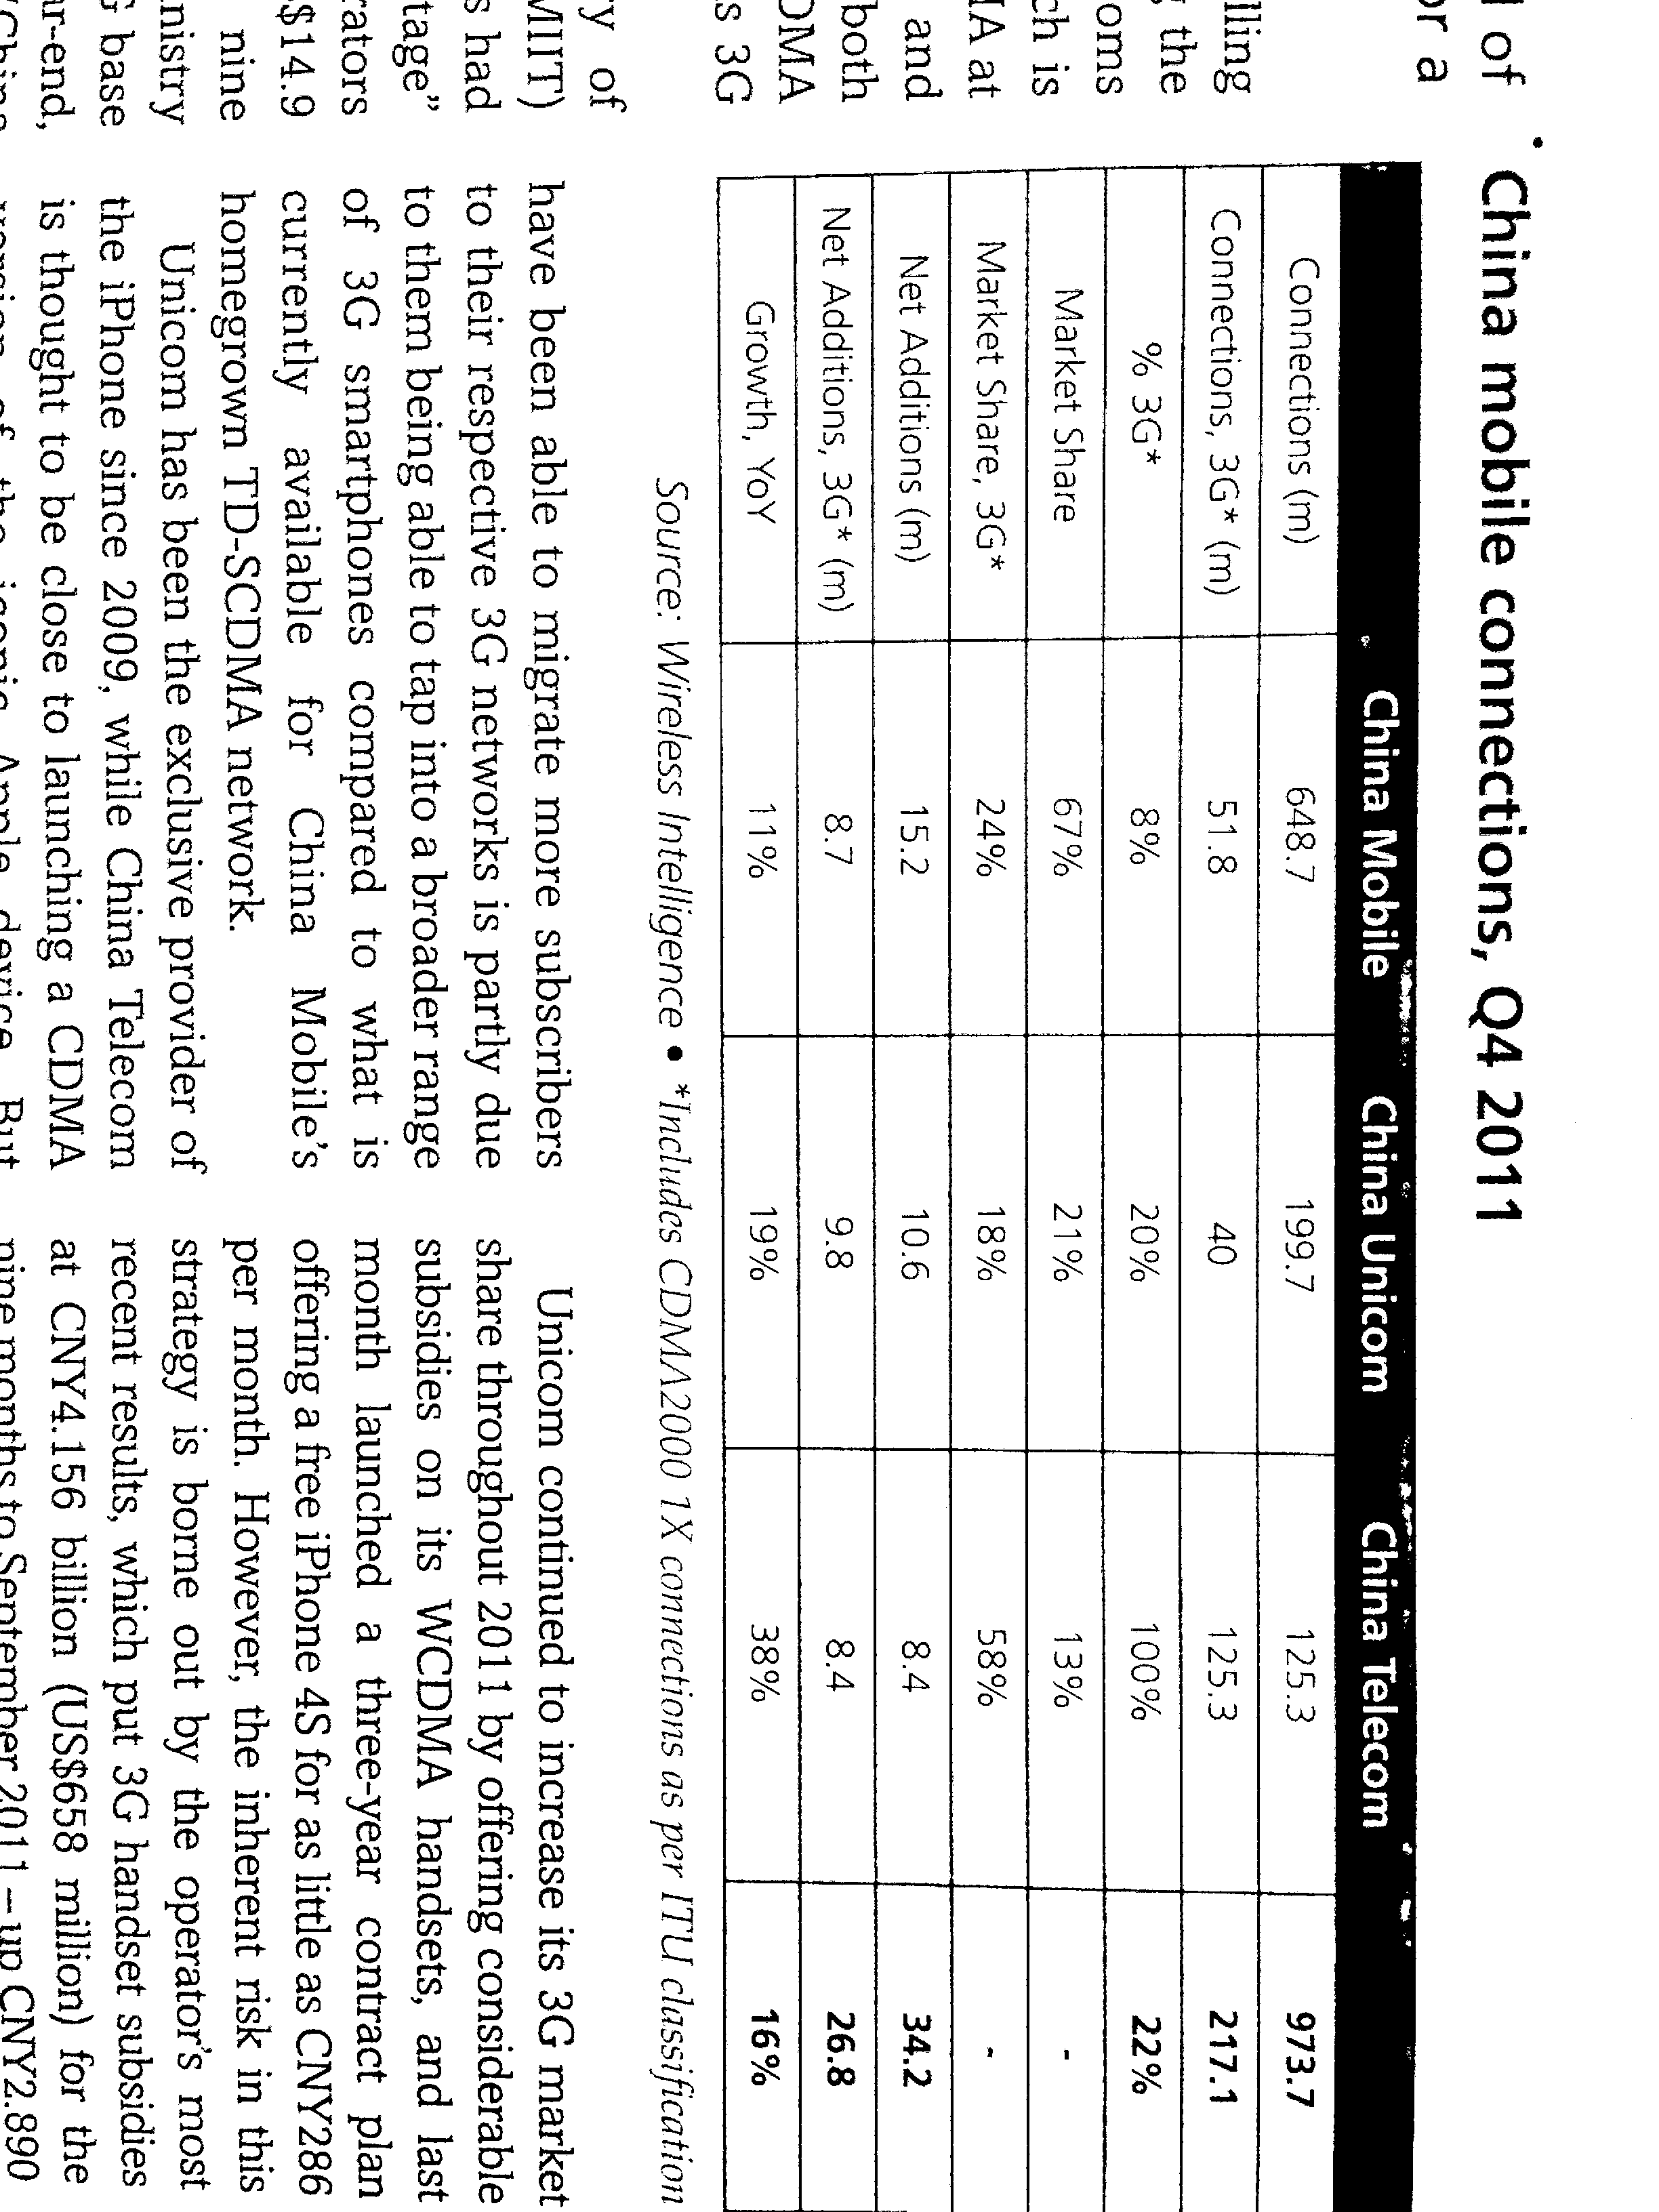 l of
or a
lling
the
oms
ch is
IA at
and
both
DMA
s 3G
ry of
MIIT)
s had
tage”
rators
$14.9
nine
nistry
G base
ar-end,
China mobile connections, Q4 2011
China Mobile China Unicom China Telecom
Connections (m) 648.7 199.7 125.3 973.7
Connections, 3G* (m) 51.8 40 125.3 217.1
% 3G* 8% 20% 100% 22%
Market Share 67% 21% 13% -
Market Share, 3G* 24% 18% 58% -
Net Additions (m) 15.2 10.6 8.4 34.2
Net Additions, 3G* (m) 8.7 9.8 8.4 26.8
Growth, YoY 11% 19% 38% 16%
Source: Wireless Intelligence • *Includes CDMA2000 1X connections as per ITU classification
have been able to migrate more subscribers
to their respective 3G networks is partly due
to them being able to tap into a broader range
of 3G smartphones compared to what is
currently available for China Mobile’s
homegrown TD-SCDMA network.
Unicom has been the exclusive provider of
the iPhone since 2009, while China Telecom
is thought to be close to launching a CDMA
version of the iconic Apple device. But
Unicom continued to increase its 3G market
share throughout 2011 by offering considerable
subsidies on its WCDMA handsets, and last
month launched a three-year contract plan
offering a free iPhone 4S for as little as CNY286
per month. However, the inherent risk in this
strategy is borne out by the operator’s most
recent results, which put 3G handset subsidies
at CNY4.156 billion (US$658 million) for the
nine months to September 2011 – up CNY2.890